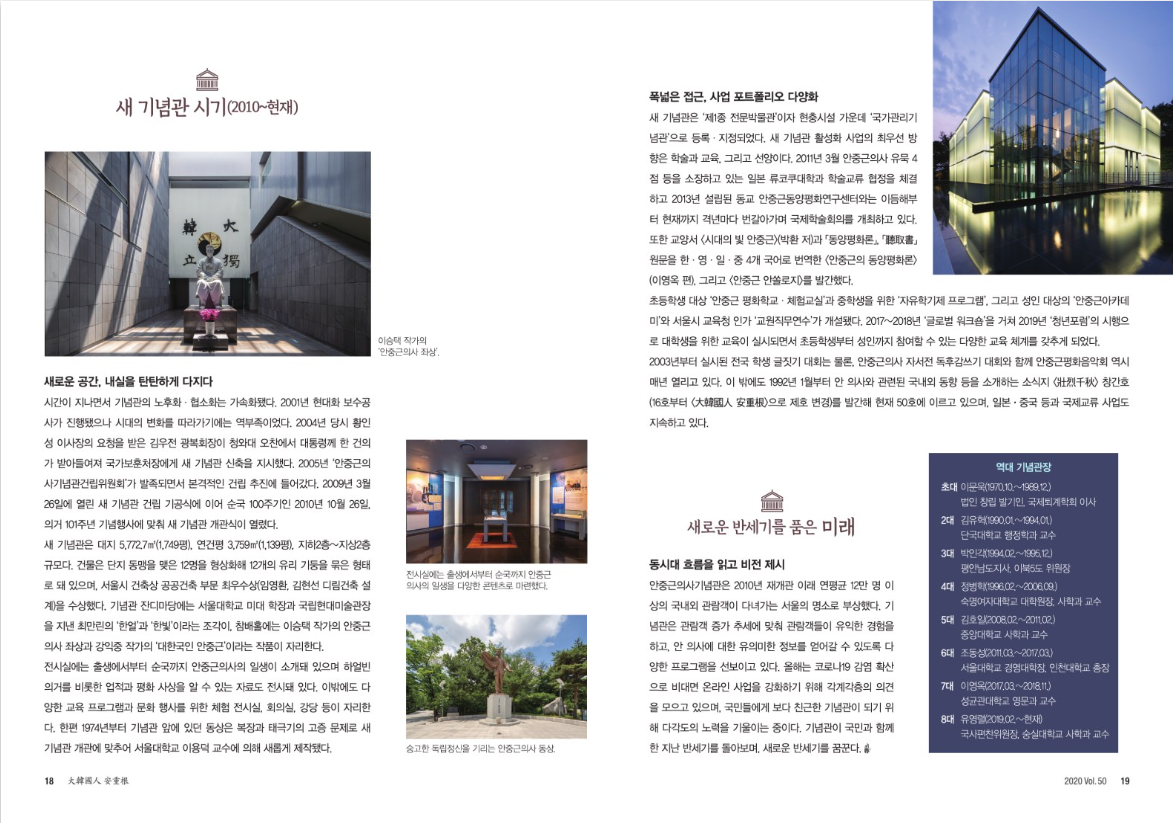 새 기념관 시기(2010~현재)
大
韓
獨
立
이승택 작가의
'안중근의사 좌상'.
새로운 공간, 내실을 탄탄하게 다지다
시간이 지나면서 기념관의 노후화 · 협소화는 가속화됐다. 2001년 현대화 보수공
사가 진행됐으나 시대의 변화를 따라가기에는 역부족이었다. 2004년 당시 황인
성 이사장의 요청을 받은 김우전 광복회장이 청와대 오찬에서 대통령께 한 건의
가 받아들여져 국가보훈처장에게 새 기념관 신축을 지시했다. 2005년 '안중근의
사기념관건립위원회'가 발족되면서 본격적인 건립 추진에 들어갔다. 2009년 3월
26일에 열린 새 기념관 건립 기공식에 이어 순국 100주기인 2010년 10월 26일,
의거 101주년 기념행사에 맞춰 새 기념관 개관식이 열렸다.
새 기념관은 대지 5,772.7㎡(1,749평), 연건평 3,759㎡(1,139평), 지하2층~지상2층
규모다. 건물은 단지 동맹을 맺은 12명을 형상화해 12개의 유리 기둥을 묶은 형태
로 돼 있으며, 서울시 건축상 공공건축 부문 최우수상(임영환, 김현선 디림건축 설
계)을 수상했다. 기념관 잔디마당에는 서울대학교 미대 학장과 국립현대미술관장
을 지낸 최만린의 '한얼'과 '한빛'이라는 조각이, 참배홀에는 이승택 작가의 안중근
의사 좌상과 강익중 작가의 '대한국인 안중근'이라는 작품이 자리한다.
전시실에는 출생에서부터 순국까지 안중근의사의 일생이 소개돼 있으며 하얼빈
의거를 비롯한 업적과 평화 사상을 알 수 있는 자료도 전시돼 있다. 이밖에도 다
양한 교육 프로그램과 문화 행사를 위한 체험 전시실, 회의실, 강당 등이 자리한
다. 한편 1974년부터 기념관 앞에 있던 동상은 복장과 태극기의 고증 문제로 새
기념관 개관에 맞추어 서울대학교 이용덕 교수에 의해 새롭게 제작됐다.
전시실에는 출생에서부터 순국까지 안중근
의사의 일생을 다양한 콘텐츠로 마련했다.
숭고한 독립정신을 기리는 안중근의사 동상.
18 大韓國人 安重根
폭넓은 접근, 사업 포트폴리오 다양화
새 기념관은 '제1종 전문박물관'이자 현충시설 가운데 '국가관리기
념관'으로 등록 · 지정되었다. 새 기념관 활성화 사업의 최우선 방
향은 학술과 교육, 그리고 선양이다. 2011년 3월 안중근의사 유묵 4
점 등을 소장하고 있는 일본 류코쿠대학과 학술교류 협정을 체결
하고 2013년 설립된 동교 안중근동양평화연구센터와는 이듬해부
터 현재까지 격년마다 번갈아가며 국제학술회의를 개최하고 있다.
또한 교양서 〈시대의 빛 안중근〉(박환 저)과 「동양평화론」, 「聽取書」
원문을 한 · 영 · 일 · 중 4개 국어로 번역한 〈안중근의 동양평화론〉
(이영옥 편), 그리고 〈안중근 안쏠로지〉를 발간했다.
초등학생 대상 '안중근 평화학교 · 체험교실'과 중학생을 위한 '자유학기제 프로그램', 그리고 성인 대상의 '안중근아카데
미'와 서울시 교육청 인가 '교원직무연수'가 개설됐다. 2017~2018년 '글로벌 워크숍'을 거쳐 2019년 '청년포럼'의 시행으
로 대학생을 위한 교육이 실시되면서 초등학생부터 성인까지 참여할 수 있는 다양한 교육 체계를 갖추게 되었다.
2003년부터 실시된 전국 학생 글짓기 대회는 물론, 안중근의사 자서전 독후감쓰기 대회와 함께 안중근평화음악회 역시
매년 열리고 있다. 이 밖에도 1992년 1월부터 안 의사와 관련된 국내외 동향 등을 소개하는 소식지 〈壯烈千秋〉 창간호
(16호부터 〈大韓國人 安重根〉으로 제호 변경)를 발간해 현재 50호에 이르고 있으며, 일본 · 중국 등과 국제교류 사업도
지속하고 있다.
새로운 반세기를 품은 미래
동시대 흐름을 읽고 비전 제시
안중근의사기념관은 2010년 재개관 이래 연평균 12만 명 이
상의 국내외 관람객이 다녀가는 서울의 명소로 부상했다. 기
념관은 관람객 증가 추세에 맞춰 관람객들이 유익한 경험을
하고, 안 의사에 대한 유의미한 정보를 얻어갈 수 있도록 다
양한 프로그램을 선보이고 있다. 올해는 코로나19 감염 확산
으로 비대면 온라인 사업을 강화하기 위해 각계각층의 의견
을 모으고 있으며, 국민들에게 보다 친근한 기념관이 되기 위
해 다각도의 노력을 기울이는 중이다. 기념관이 국민과 함께
한 지난 반세기를 돌아보며, 새로운 반세기를 꿈꾼다.
역대 기념관장
초대 이문욱(1970.10.~1989.12.)
법인 창립 발기인, 국제퇴계학회 이사
2대 김유혁(1990.01.~1994.01.)
단국대학교 행정학과 교수
3대 박인각(1994.02.~1995.12.)
평안남도지사, 이북5도 위원장
4대 정범학(1996.02.~2006.09.)
숙명여자대학교 대학원장, 사학과 교수
5대 김호일(2008.02.~2011.02.)
중앙대학교 사학과 교수
6대 조동성(2011.03.~2017.03.)
서울대학교 경영대학장, 인천대학교 총장
7대 이영옥(2017.03.~2018.11.)
성균관대학교 영문과 교수
8대 유영렬(2019.02.~현재)
국사편찬위원장, 숭실대학교 사학과 교수
2020 Vol. 50 19